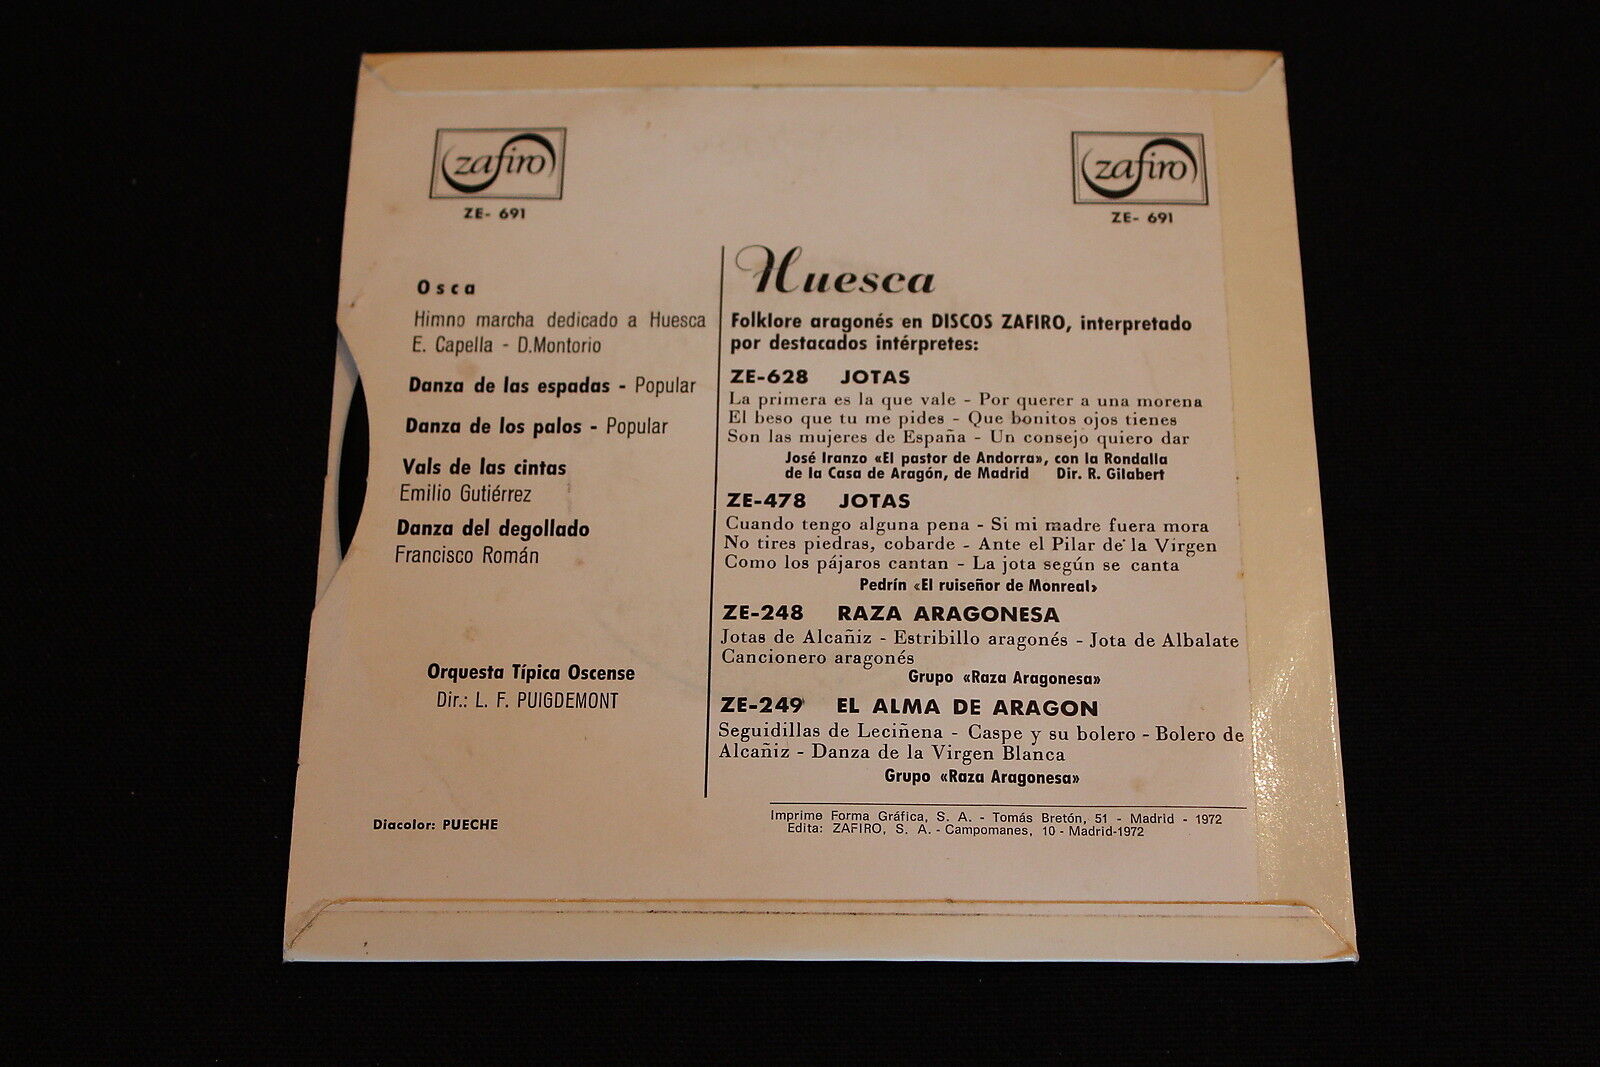 zafiro
ZE- 691
zafiro
ZE- 691
Osca
Himno marcha dedicado a Huesca
E. Capella - D.Montorio
Danza de las espadas - Popular
Danza de los palos - Popular
Vals de las cintas
Emilio Gutiérrez
Danza del degollado
Francisco Román
Orquesta Típica Oscense
Dir.: L. F. PUIGDEMONT
Diacolor: PUECHE
Huesca
Folklore aragonés en DISCOS ZAFIRO, interpretado
por destacados intérpretes:
ZE-628 JOTAS
La primera es la que vale - Por querer a una morena
El beso que tu me pides - Que bonitos ojos tienes
Son las mujeres de España - Un consejo quiero dar
José Iranzo «El pastor de Andorra», con la Rondalla
de la Casa de Aragón, de Madrid Dir. R. Gilabert
ZE-478 JOTAS
Cuando tengo alguna pena - Si mi madre fuera mora
No tires piedras, cobarde - Ante el Pilar de la Virgen
Como los pájaros cantan - La jota según se canta
Pedrín «El ruiseñor de Monreal»
ZE-248 RAZA ARAGONESA
Jotas de Alcañiz - Estribillo aragonés - Jota de Albalate
Cancionero aragonés
Grupo «Raza Aragonesa»
ZE-249 EL ALMA DE ARAGON
Seguidillas de Leciñena - Caspe y su bolero - Bolero de
Alcañiz - Danza de la Virgen Blanca
Grupo «Raza Aragonesa»
Imprime Forma Gráfica, S. A. - Tomás Bretón, 51 - Madrid - 1972
Edita: ZAFIRO, S. A. - Campomanes, 10 - Madrid-1972